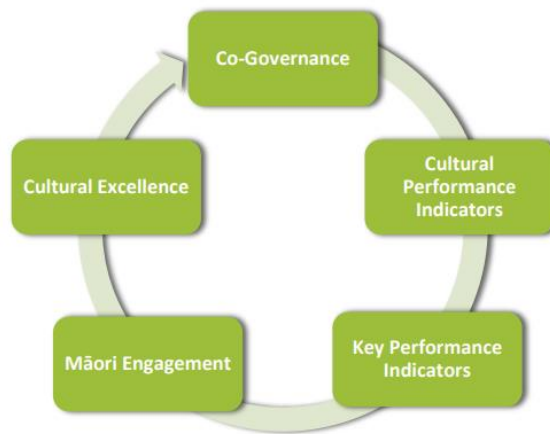 Co-Governance
Cultural
Performance
Indicators
Key Performance
Indicators
Māori Engagement
Cultural Excellence